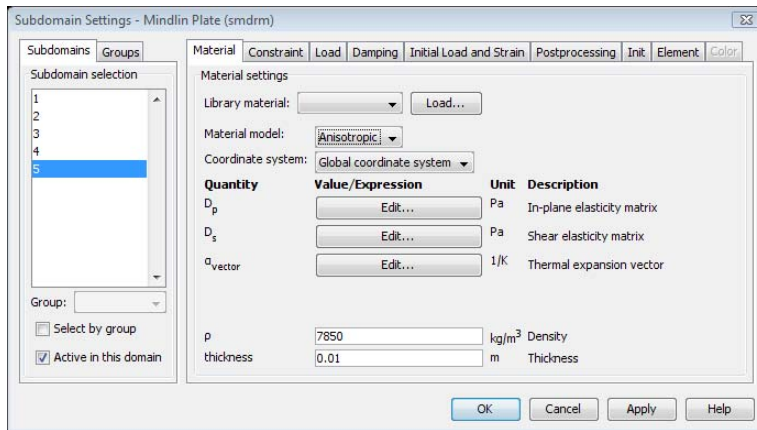 Subdomain Settings - Mindlin Plate (smdrm)
Subdomains Groups
Subdomain selection
1
2
3
4
5
Group:
Select by group
Active in this domain
Material Constraint Load Damping Initial Load and Strain Postprocessing Init Element Color
Material settings
Library material: Load...
Material model: Anisotropic
Coordinate system: Global coordinate system
Quantity Value/Expression Unit Description
Dp Edit... Pa In-plane elasticity matrix
Ds Edit... Pa Shear elasticity matrix
αvector Edit... 1/K Thermal expansion vector
ρ 7850 kg/m³ Density
thickness 0.01 m Thickness
OK Cancel Apply Help